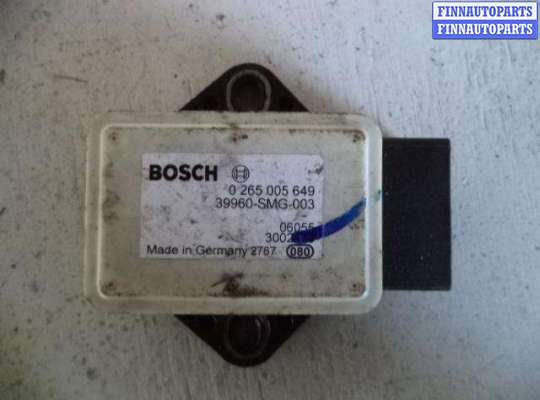 FINNAUTOPARTS
FINNAUTOPARTS
BOSCH
0 265 005 649
39960-SMG-003
06055
Made in Germany 2767 080